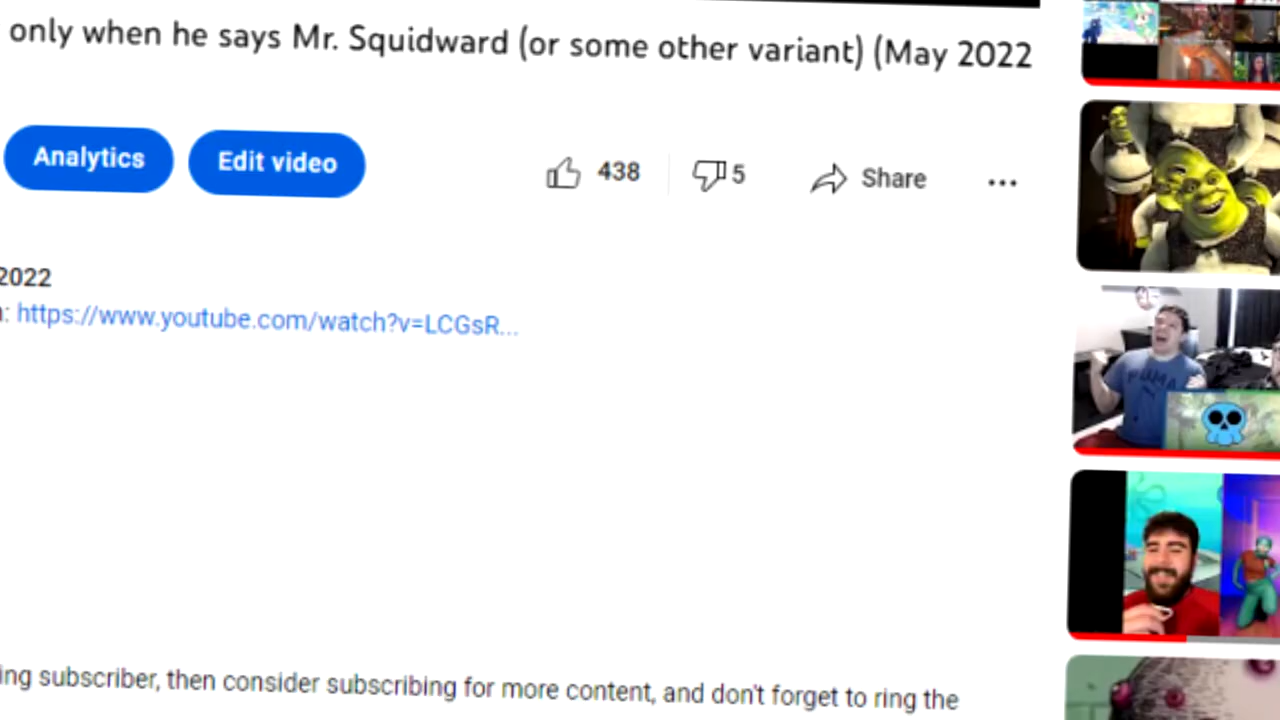 only when he says Mr. Squidward (or some other variant) (May 2022
Analytics
Edit video
438
5
Share
2022
: https://www.youtube.com/watch?v=LCGsR...
PUMA
ing subscriber, then consider subscribing for more content, and don't forget to ring the